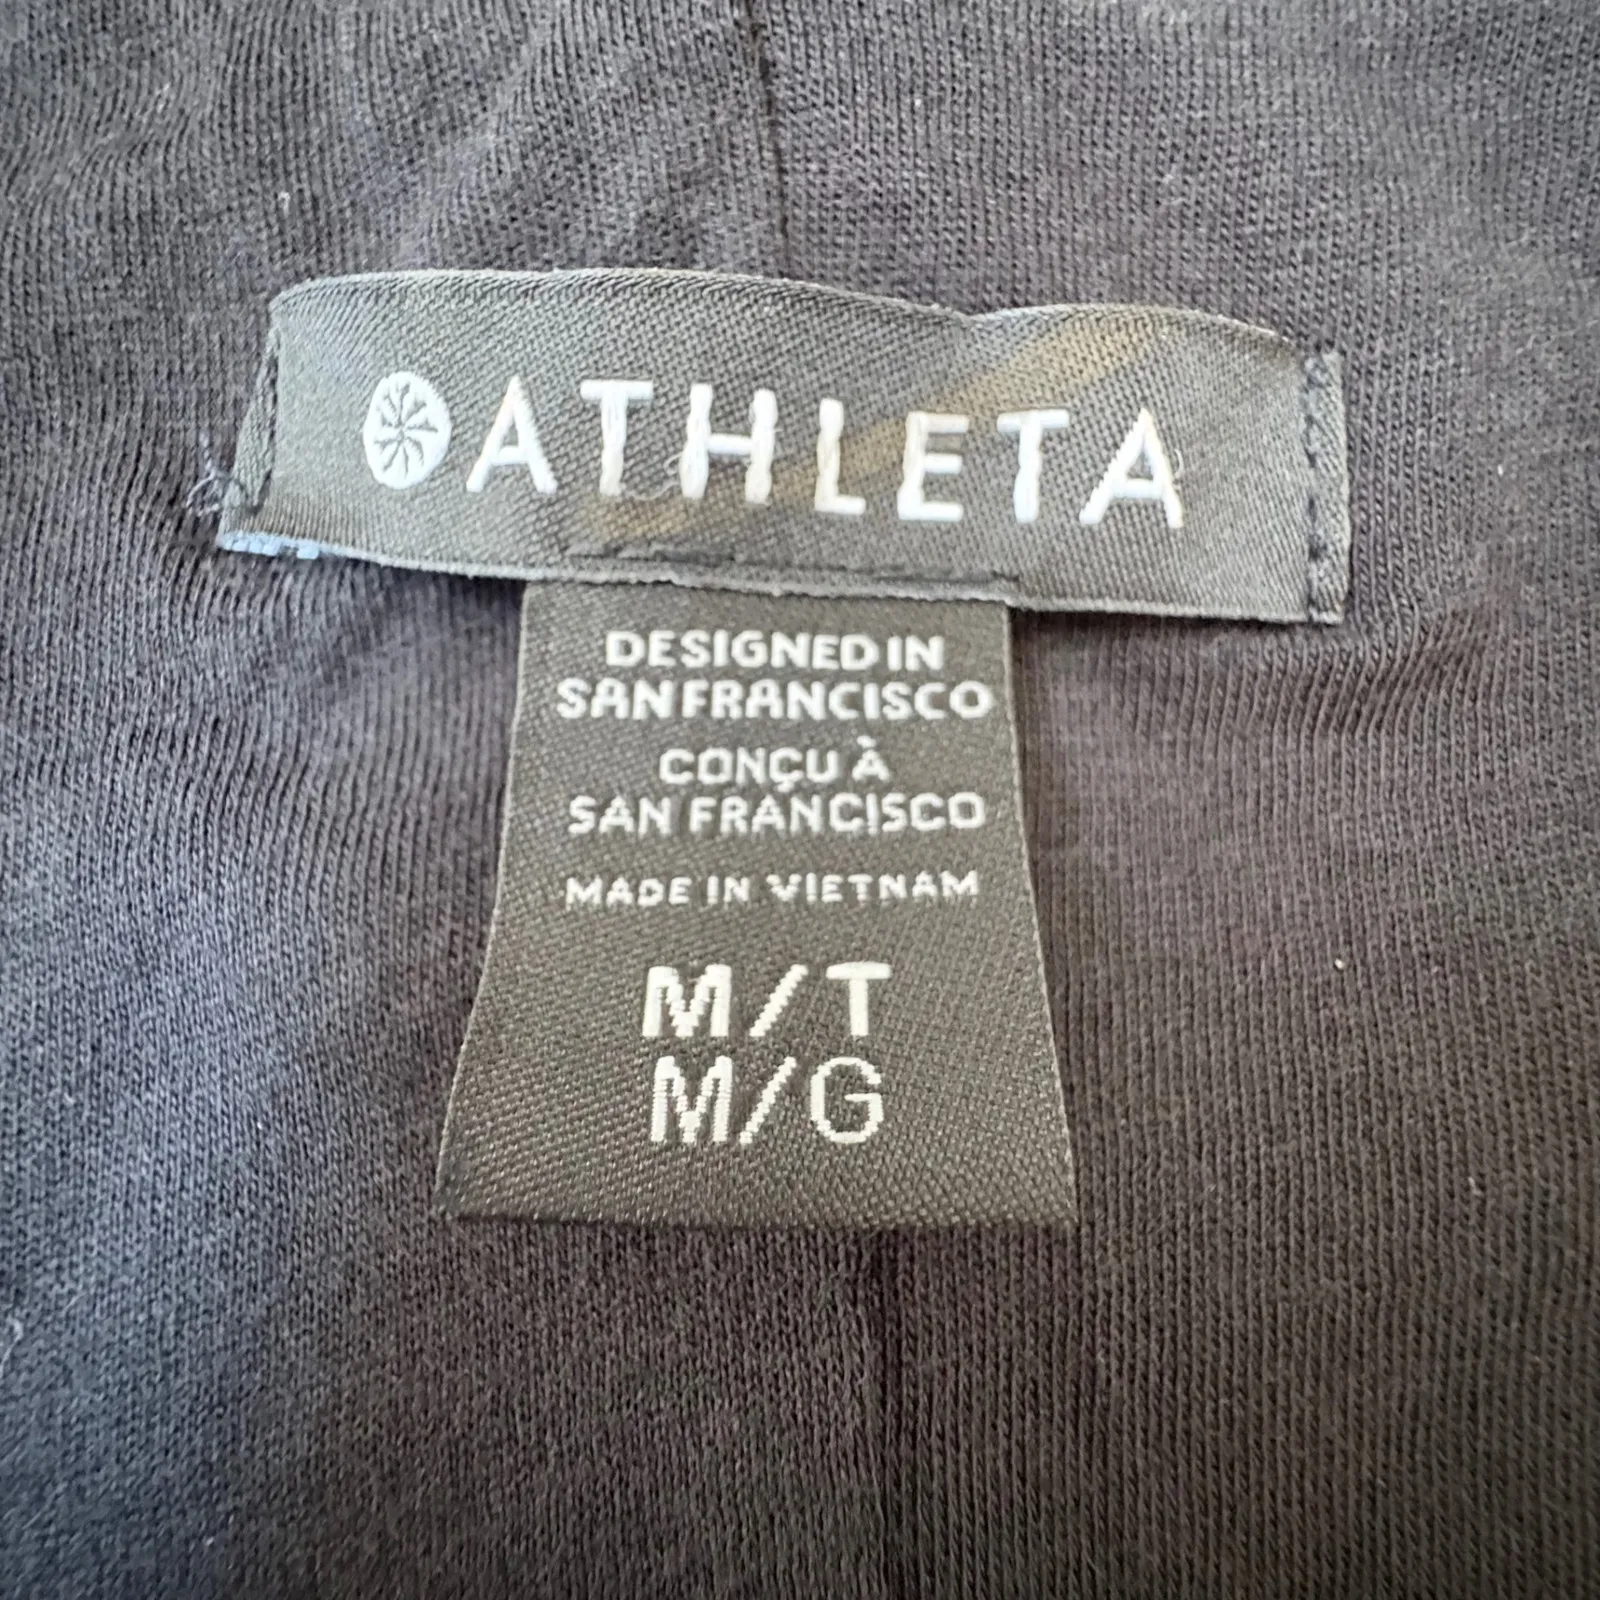 ATHLETA
DESIGNED IN
SAN FRANCISCO
CONÇU À
SAN FRANCISCO
MADE IN VIETNAM
M/T
M/G